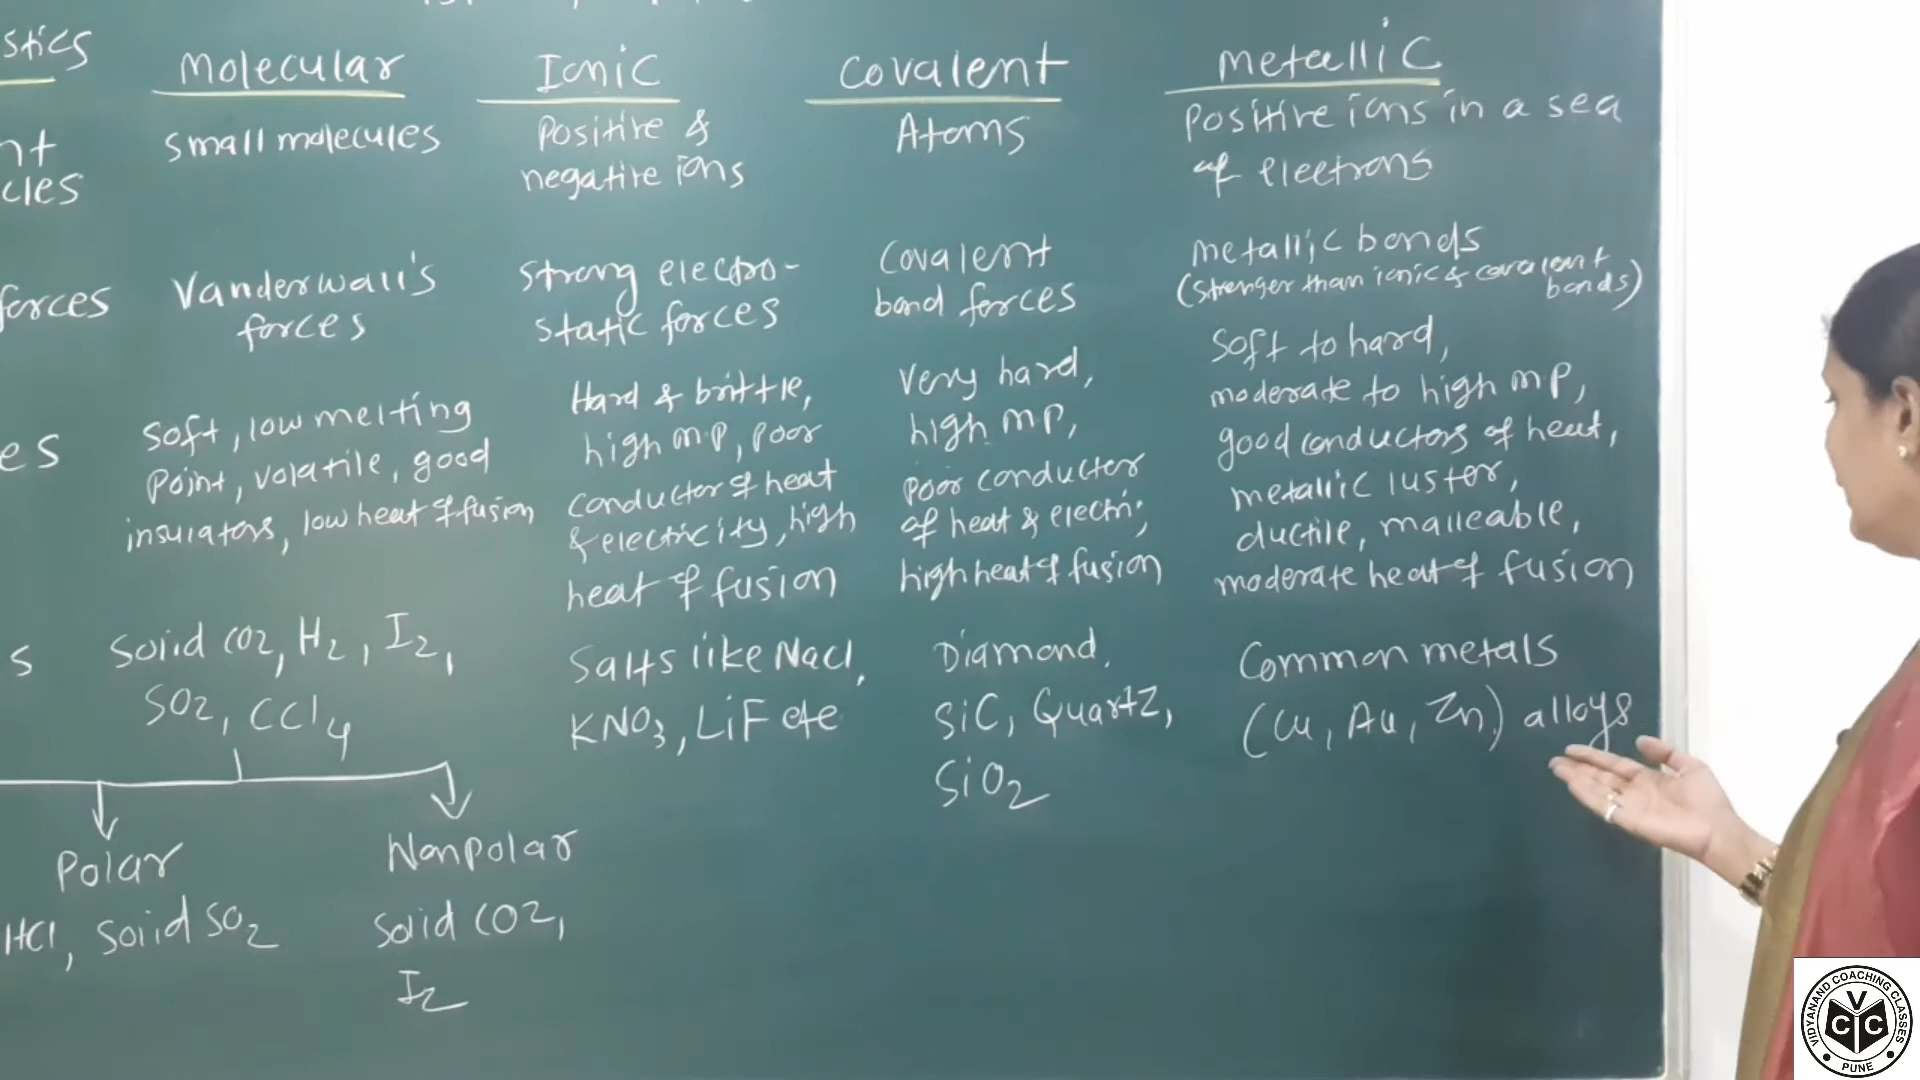 stics
nt
cles
forces
es
s
Molecular
small molecules
Vanderwall's
forces
Soft, low melting
Point, volatile, good
insulators, low heat of fusion
Solid CO2, H2, I2,
SO2, CCl4
Polar
HCl, Solid SO2
Nonpolar
Solid CO2,
I2
Ionic
Positive &
negative ions
Strong electro-
static forces
Hard & brittle,
high MP, poor
conductor of heat
& electricity, high
heat of fusion
Salts like NaCl,
KNO3, LiF etc
Covalent
Atoms
Covalent
bond forces
Very hard,
high MP,
Poor conductor
of heat & electri;
high heat of fusion
Diamond,
SiC, Quartz,
SiO2
Metallic
Positive ions in a sea
of electrons
Metallic bonds
(Stronger than ionic & covalent
bonds)
Soft to hard,
moderate to high MP,
good conductors of heat,
metallic luster,
ductile, malleable,
moderate heat of fusion
Common metals
(Cu, Au, Zn) alloys
VIDYANAND COACHING CLASSES
V
C C
PUNE